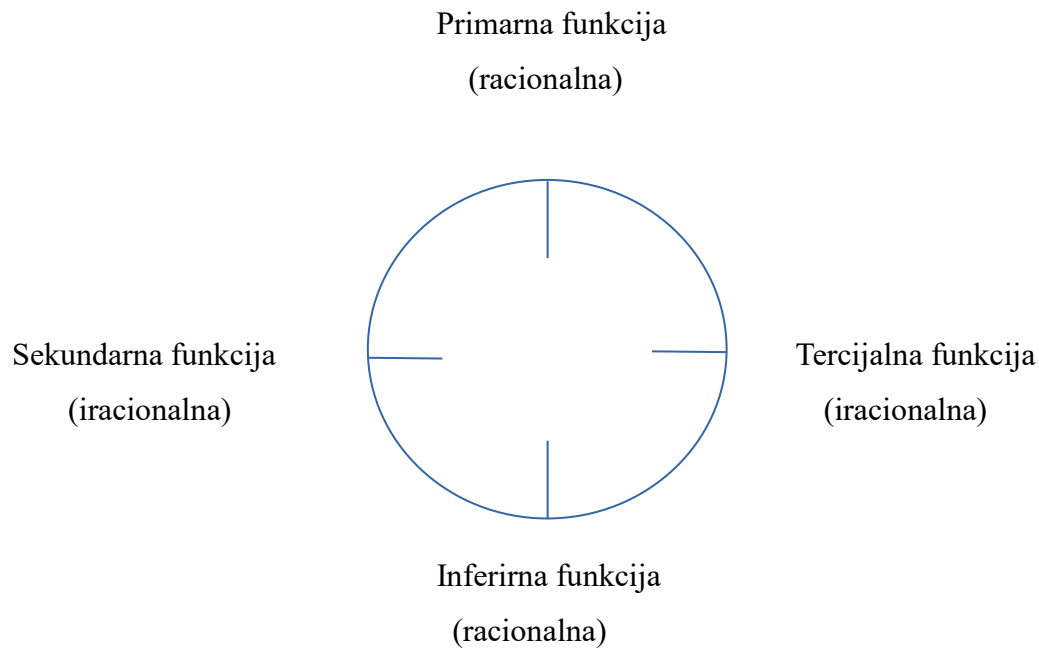 Primarna funkcija
(racionalna)
Sekundarna funkcija
(iracionalna)
Tercijalna funkcija
(iracionalna)
Inferirna funkcija
(racionalna)